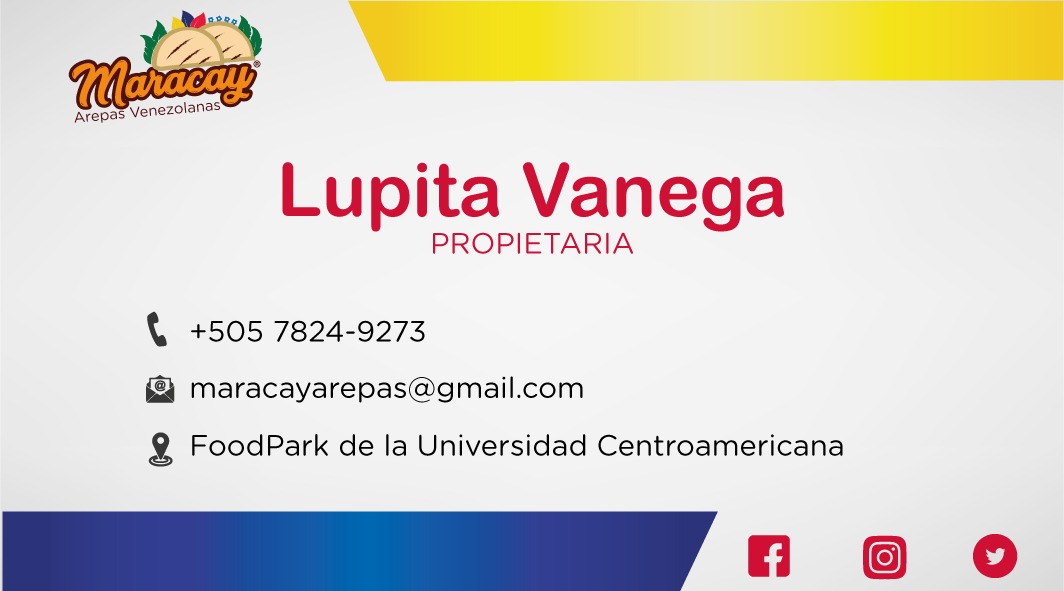 Maracay®
Arepas Venezolanas
Lupita Vanega
PROPIETARIA
+505 7824-9273
maracayarepas@gmail.com
FoodPark de la Universidad Centroamericana